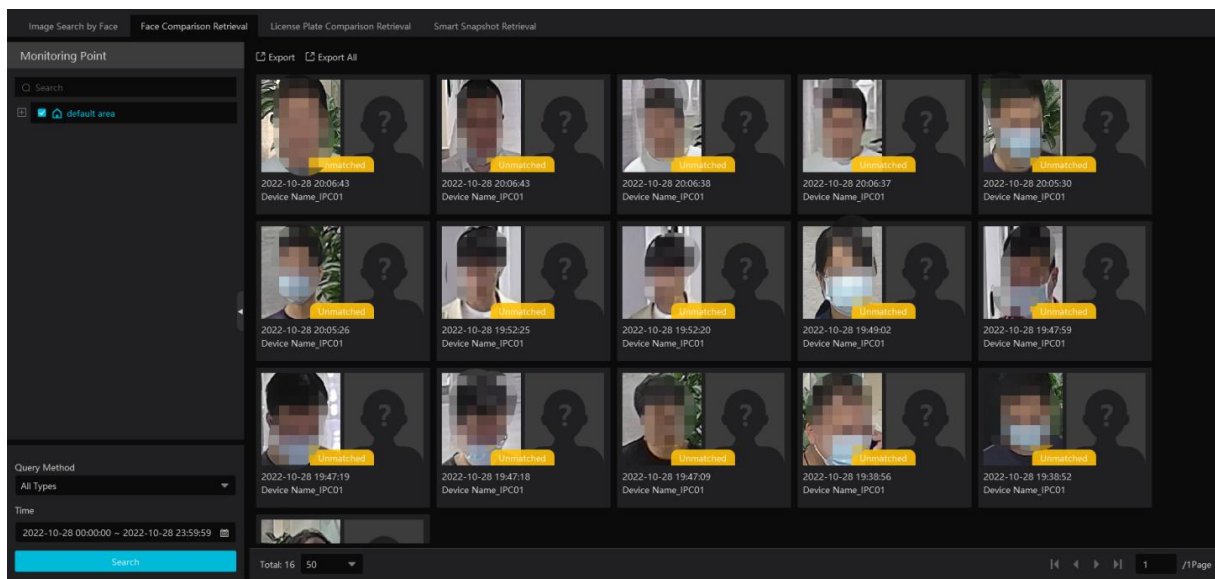 Image Search by Face Face Comparison Retrieval License Plate Comparison Retrieval Smart Snapshot Retrieval
Monitoring Point
Export Export All
Search
default area
Unmatched Unmatched Unmatched Unmatched Unmatched
2022-10-28 20:06:43 2022-10-28 20:06:43 2022-10-28 20:06:38 2022-10-28 20:06:37 2022-10-28 20:05:30
Device Name_IPC01 Device Name_IPC01 Device Name_IPC01 Device Name_IPC01 Device Name_IPC01
Unmatched Unmatched Unmatched Unmatched Unmatched
2022-10-28 20:05:26 2022-10-28 19:52:25 2022-10-28 19:52:20 2022-10-28 19:49:02 2022-10-28 19:47:59
Device Name_IPC01 Device Name_IPC01 Device Name_IPC01 Device Name_IPC01 Device Name_IPC01
Unmatched Unmatched Unmatched Unmatched Unmatched
2022-10-28 19:47:19 2022-10-28 19:47:18 2022-10-28 19:47:09 2022-10-28 19:38:56 2022-10-28 19:38:52
Device Name_IPC01 Device Name_IPC01 Device Name_IPC01 Device Name_IPC01 Device Name_IPC01
Query Method
All Types
Time
2022-10-28 00:00:00 ~ 2022-10-28 23:59:59
Search
Total: 16 50 1 /1Page